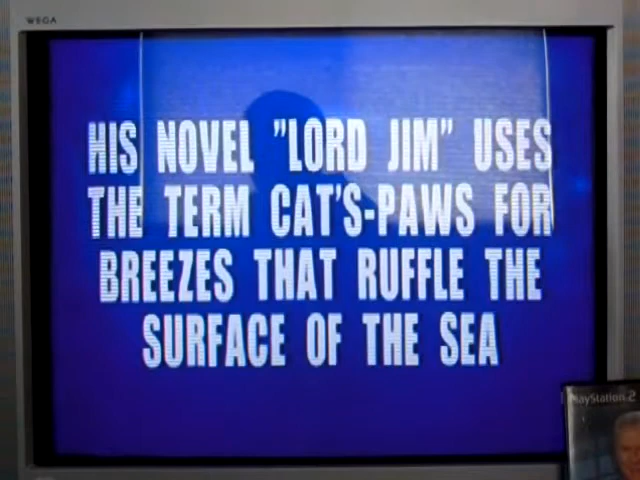 WEGA
HIS NOVEL "LORD JIM" USES
THE TERM CAT'S-PAWS FOR
BREEZES THAT RUFFLE THE
SURFACE OF THE SEA
PlayStation.2